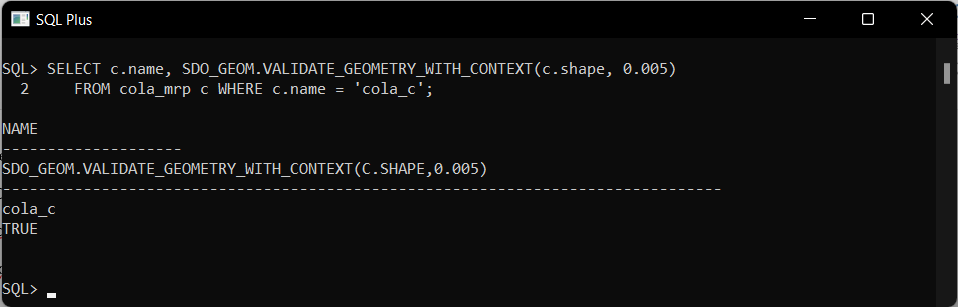 SQL Plus
SQL> SELECT c.name, SDO_GEOM.VALIDATE_GEOMETRY_WITH_CONTEXT(c.shape, 0.005)
  2     FROM cola_mrp c WHERE c.name = 'cola_c';
NAME
--------------------
SDO_GEOM.VALIDATE_GEOMETRY_WITH_CONTEXT(C.SHAPE,0.005)
--------------------------------------------------------------------------------
cola_c
TRUE
SQL>